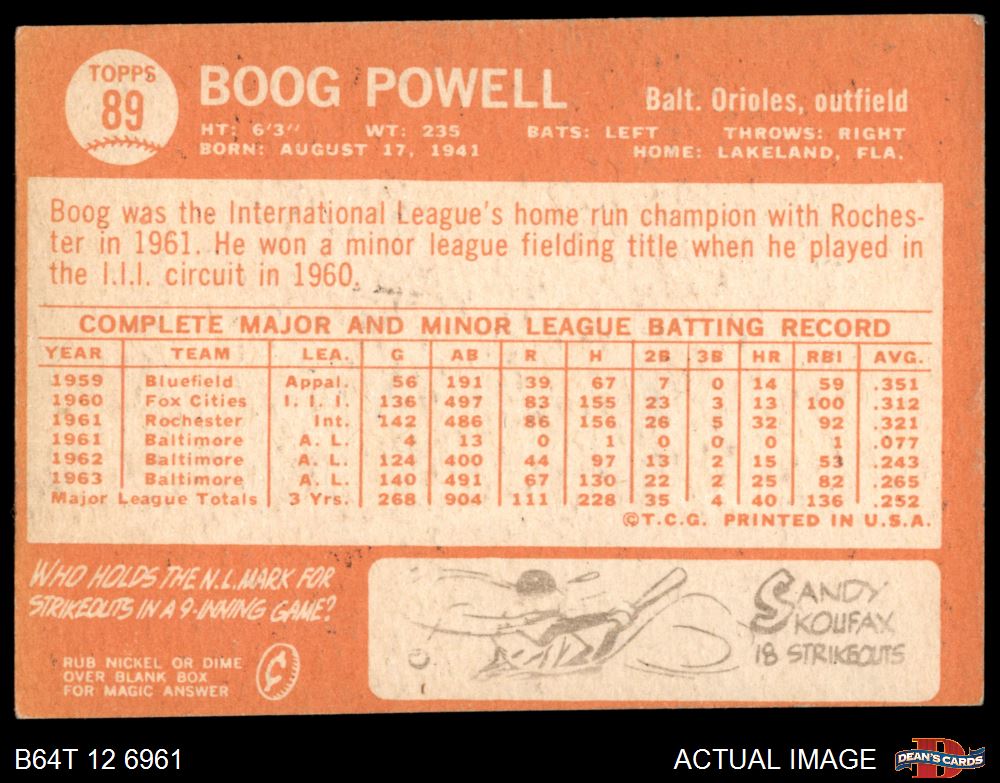 TOPPS
89
BOOG POWELL
Balt. Orioles, outfield
HT: 6'3" WT: 235 BATS: LEFT THROWS: RIGHT
BORN: AUGUST 17, 1941 HOME: LAKELAND, FLA.
Boog was the International League's home run champion with Roches-
ter in 1961. He won a minor league fielding title when he played in
the I.I.I. circuit in 1960.
COMPLETE MAJOR AND MINOR LEAGUE BATTING RECORD
YEAR TEAM LEA. G AB R H 2B 3B HR RBI AVG.
1959 Bluefield Appal. 56 191 39 67 7 0 14 59 .351
1960 Fox Cities I. I. I. 136 497 83 155 23 3 13 100 .312
1961 Rochester Int. 142 486 86 156 26 5 32 92 .321
1961 Baltimore A. L. 4 13 0 1 0 0 0 1 .077
1962 Baltimore A. L. 124 400 44 97 13 2 15 53 .243
1963 Baltimore A. L. 140 491 67 130 22 2 25 82 .265
Major League Totals 3 Yrs. 268 904 111 228 35 4 40 136 .252
©T.C.G. PRINTED IN U.S.A.
WHO HOLDS THE N.L. MARK FOR
STRIKEOUTS IN A 9-INNING GAME?
RUB NICKEL OR DIME
OVER BLANK BOX
FOR MAGIC ANSWER
SANDY
KOUFAX
18 STRIKEOUTS
B64T 12 6961
ACTUAL IMAGE
D
DEAN'S CARDS